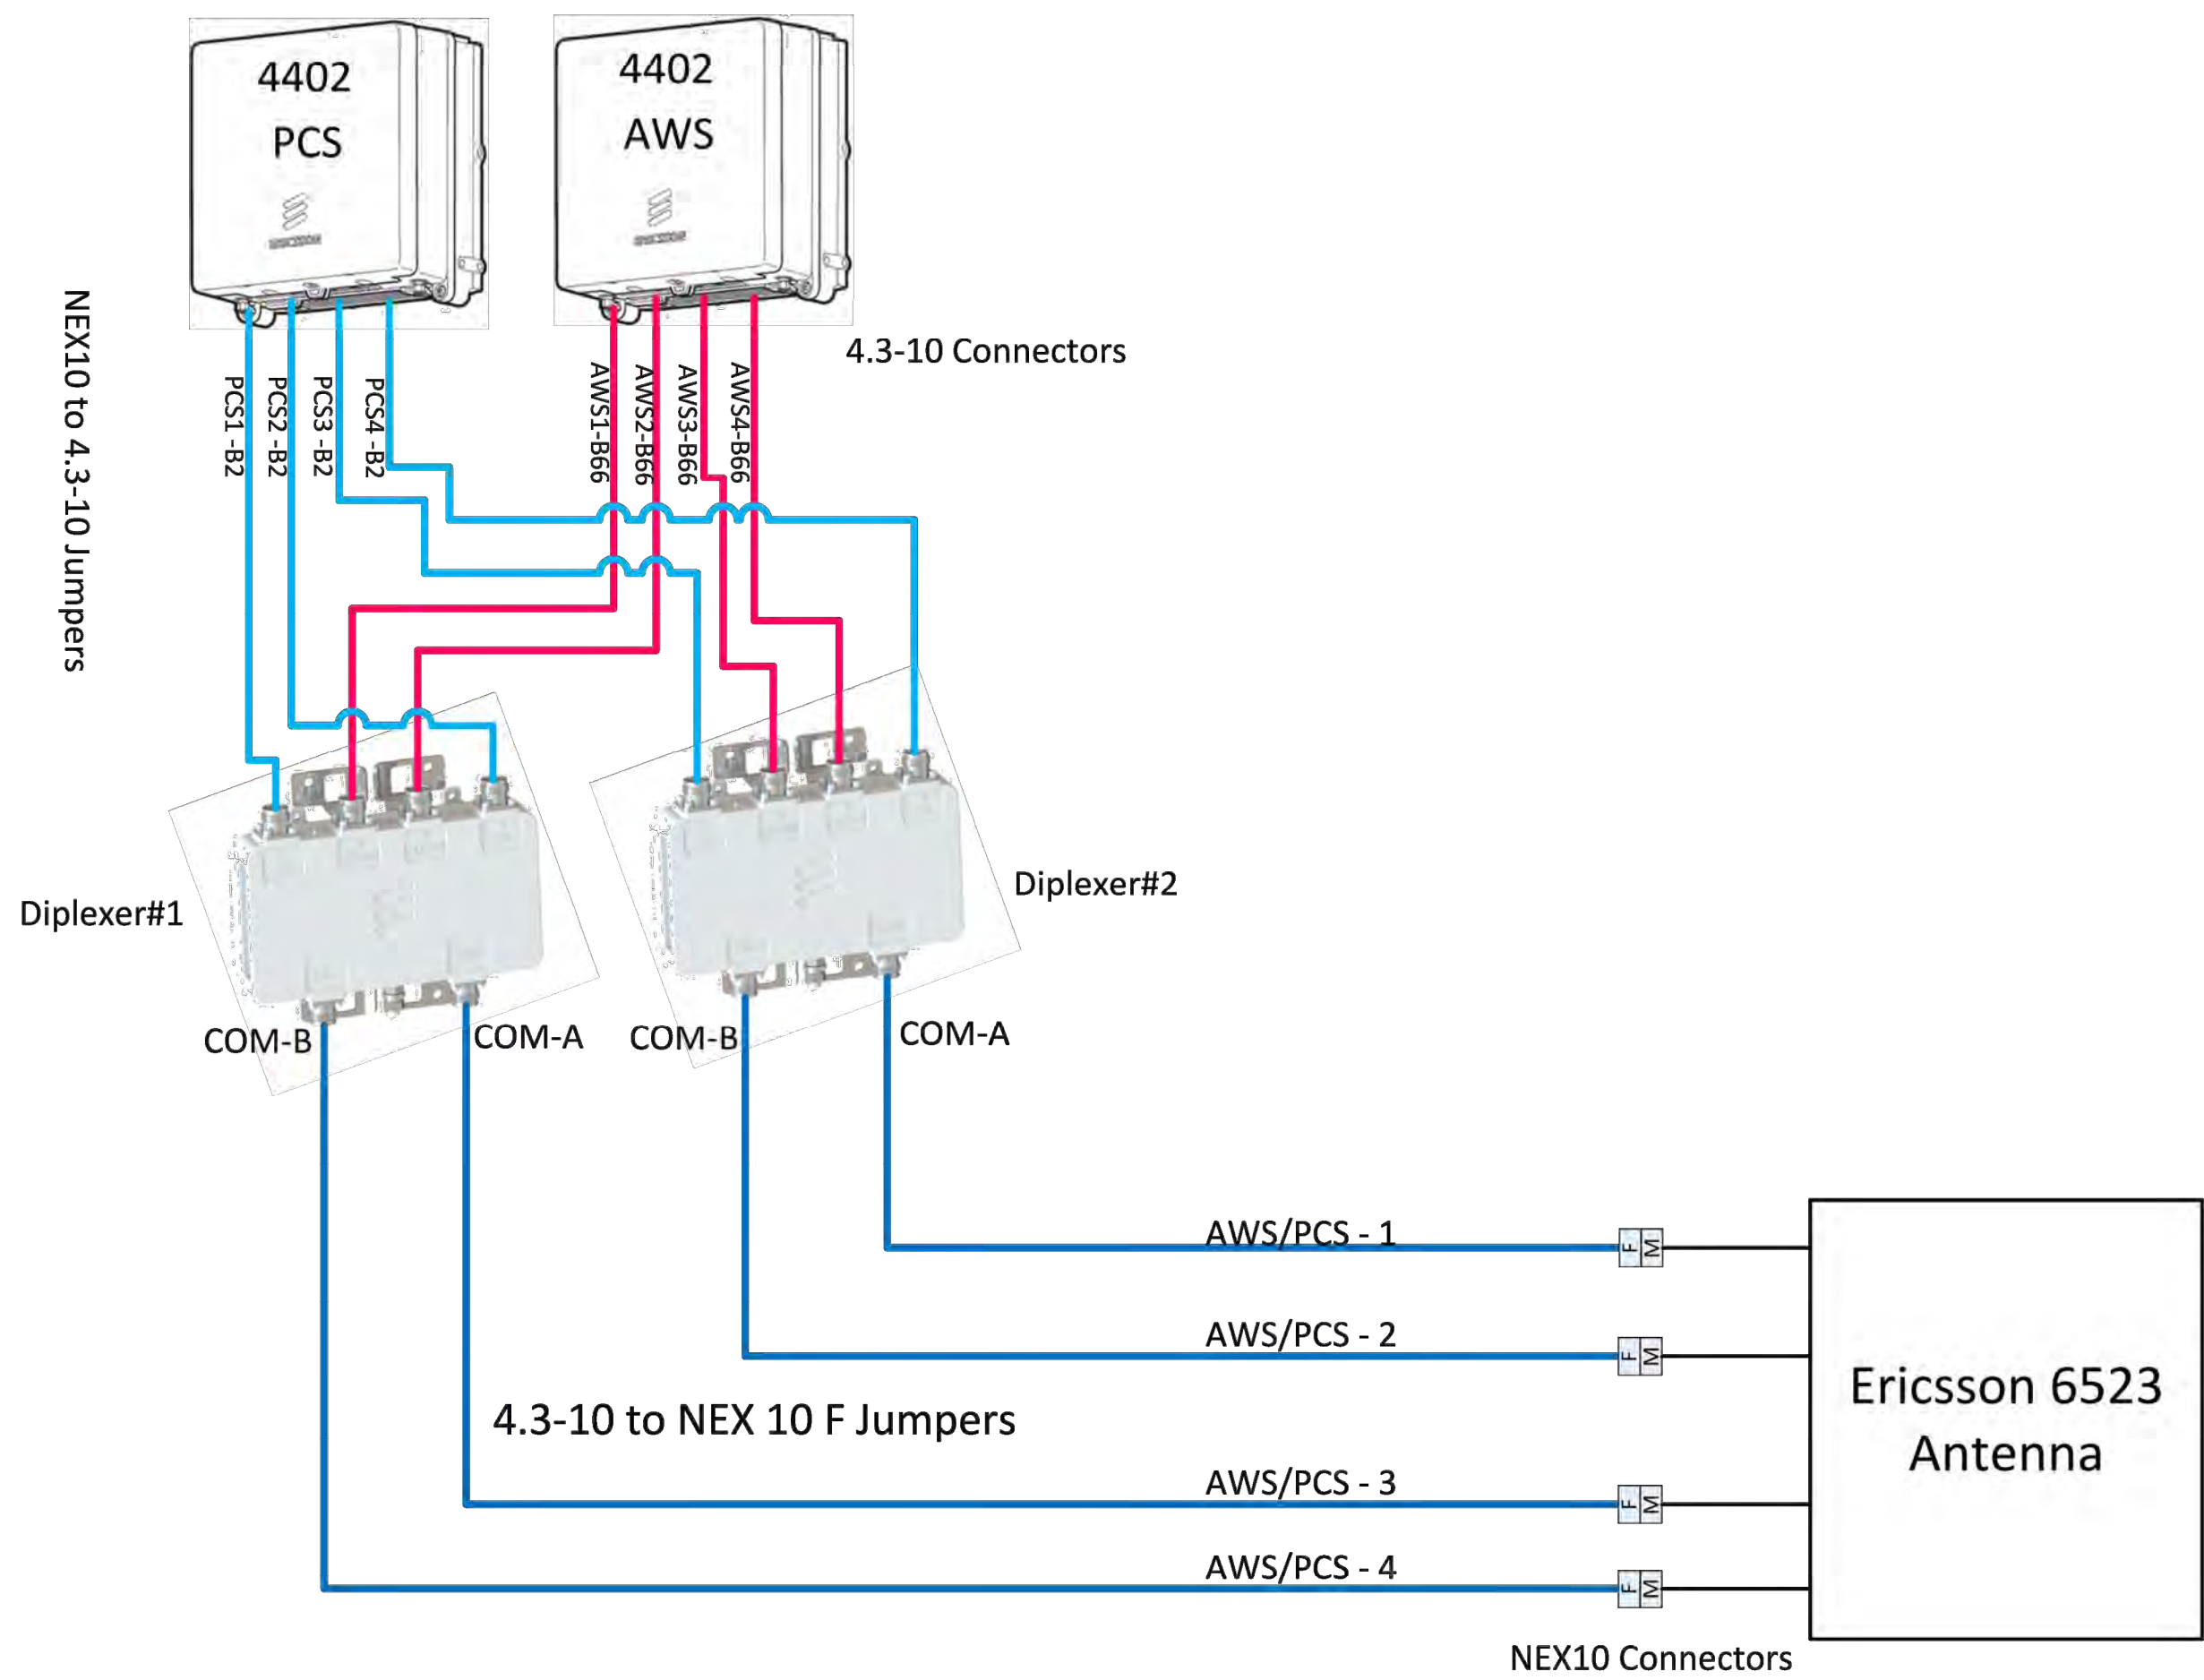 4402
PCS
4402
AWS
4.3-10 Connectors
NEX10 to 4.3-10 Jumpers
PCS1 -B2
PCS2 -B2
PCS3 -B2
PCS4 -B2
AWS1-B66
AWS2-B66
AWS3-B66
AWS4-B66
Diplexer#1
Diplexer#2
COM-B
COM-A
COM-B
COM-A
AWS/PCS - 1
F M
AWS/PCS - 2
F M
4.3-10 to NEX 10 F Jumpers
Ericsson 6523
Antenna
AWS/PCS - 3
F M
AWS/PCS - 4
F M
NEX10 Connectors